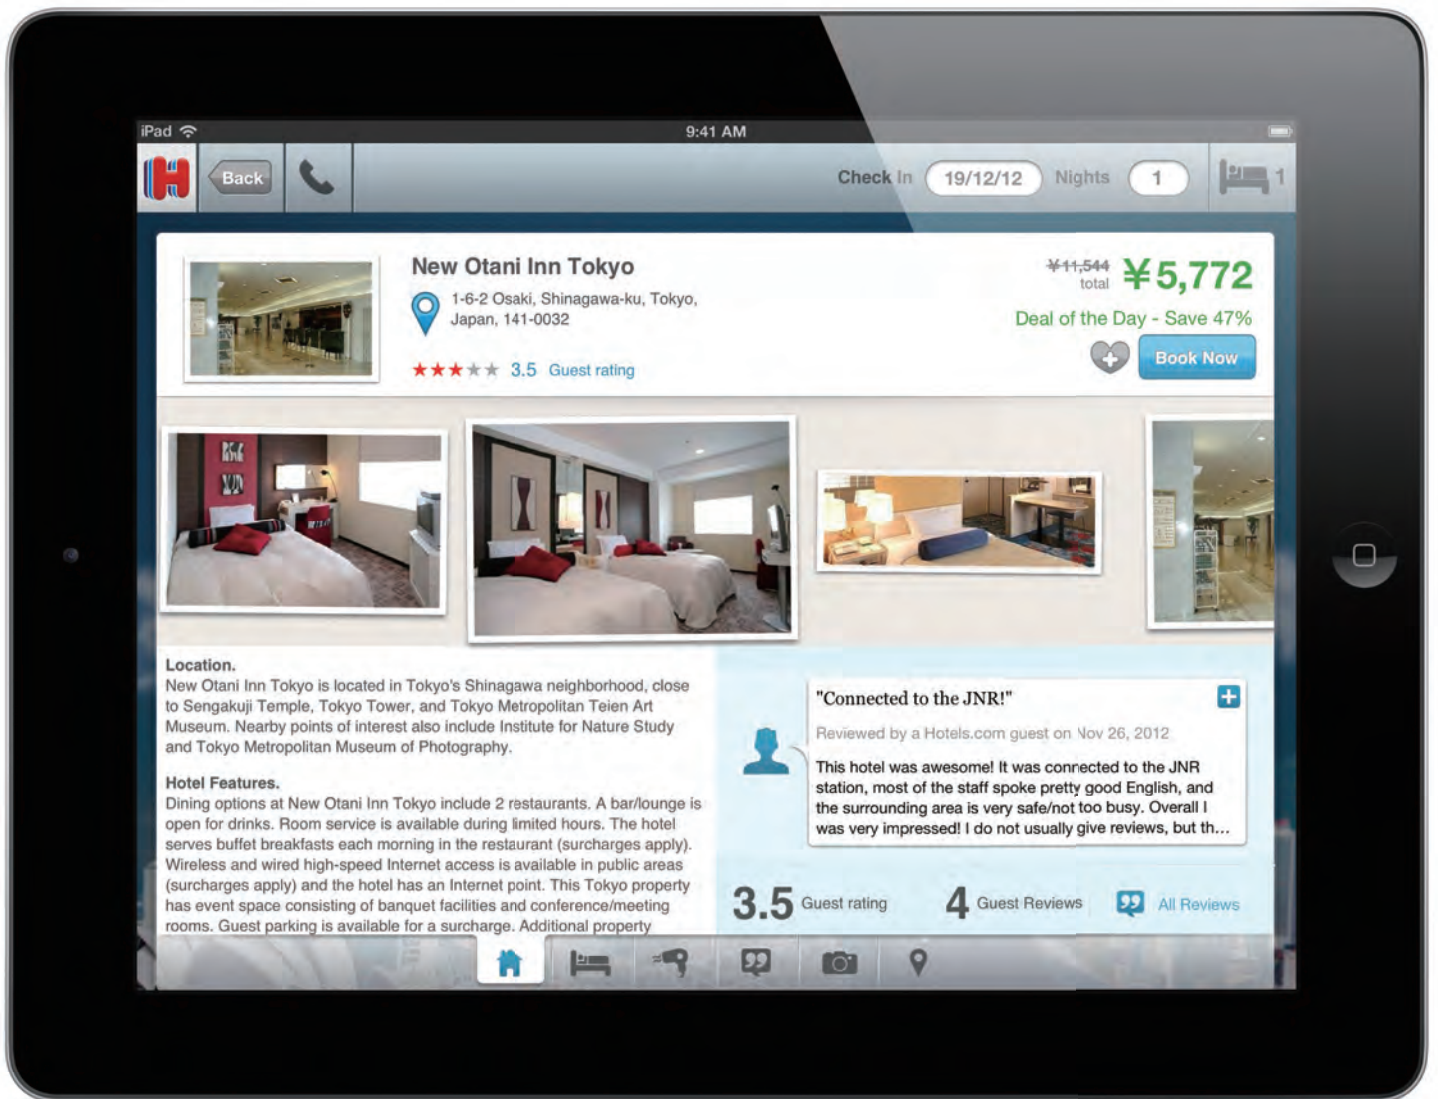 iPad
9:41 AM
H
Back
Check In
19/12/12
Nights
1
1
New Otani Inn Tokyo
1-6-2 Osaki, Shinagawa-ku, Tokyo,
Japan, 141-0032
3.5 Guest rating
¥11,544
total
¥5,772
Deal of the Day - Save 47%
Book Now
Location.
New Otani Inn Tokyo is located in Tokyo's Shinagawa neighborhood, close
to Sengakuji Temple, Tokyo Tower, and Tokyo Metropolitan Teien Art
Museum. Nearby points of interest also include Institute for Nature Study
and Tokyo Metropolitan Museum of Photography.
Hotel Features.
Dining options at New Otani Inn Tokyo include 2 restaurants. A bar/lounge is
open for drinks. Room service is available during limited hours. The hotel
serves buffet breakfasts each morning in the restaurant (surcharges apply).
Wireless and wired high-speed Internet access is available in public areas
(surcharges apply) and the hotel has an Internet point. This Tokyo property
has event space consisting of banquet facilities and conference/meeting
rooms. Guest parking is available for a surcharge. Additional property
"Connected to the JNR!"
Reviewed by a Hotels.com guest on Nov 26, 2012
This hotel was awesome! It was connected to the JNR
station, most of the staff spoke pretty good English, and
the surrounding area is very safe/not too busy. Overall I
was very impressed! I do not usually give reviews, but th...
3.5 Guest rating
4 Guest Reviews
All Reviews